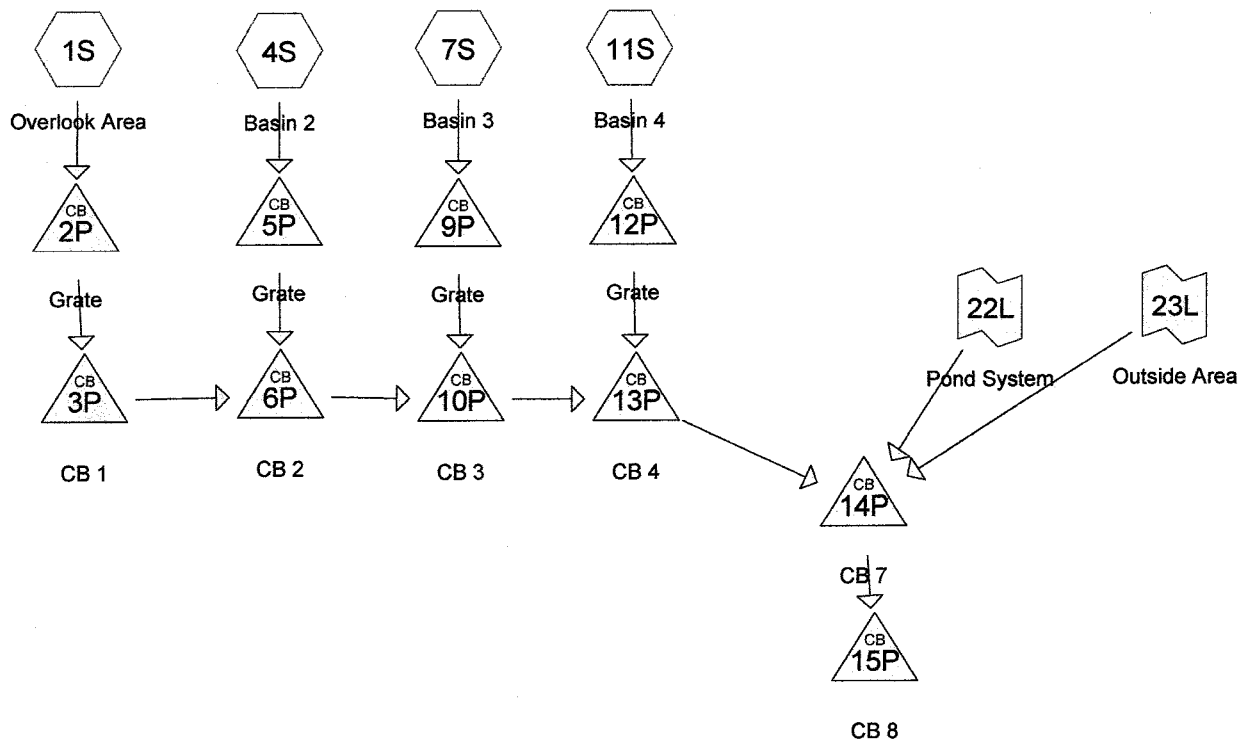 1S
4S
7S
11S
Overlook Area
Basin 2
Basin 3
Basin 4
CB
2P
CB
5P
CB
9P
CB
12P
Grate
Grate
Grate
Grate
22L
23L
Pond System
Outside Area
CB
3P
CB
6P
CB
10P
CB
13P
CB 1
CB 2
CB 3
CB 4
CB
14P
CB 7
CB
15P
CB 8